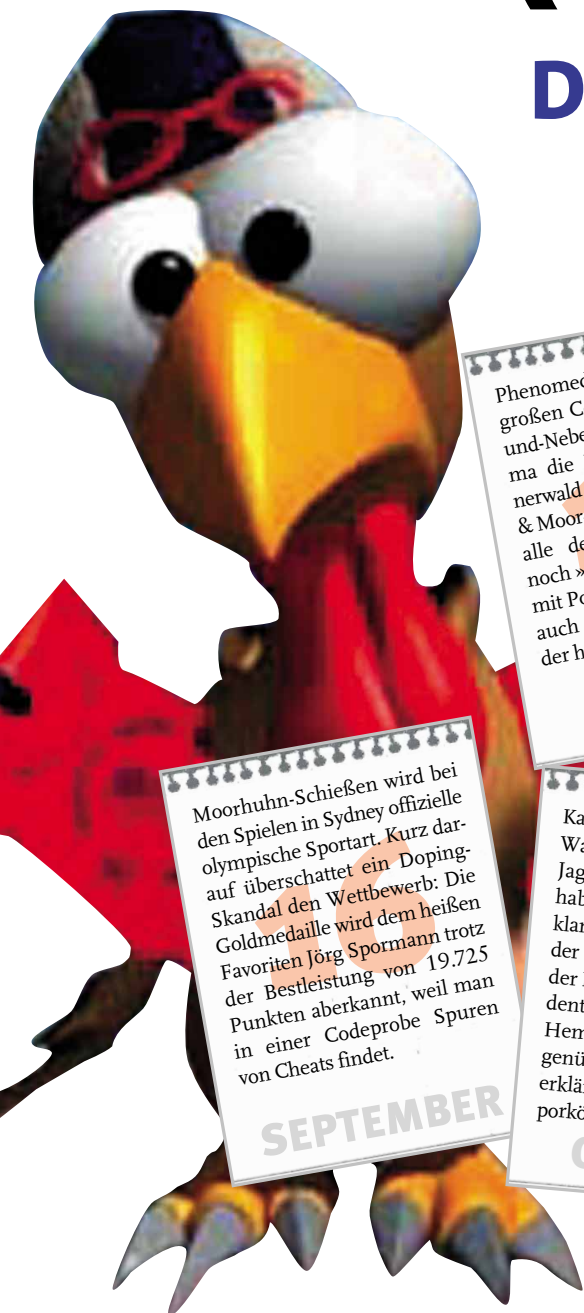 D
Phenomed
großen C
und-Nebe
ma die
nerwald
& Moor
alle de
noch »
mit Po
auch
der h
Moorhuhn-Schießen wird bei
den Spielen in Sydney offizielle
olympische Sportart. Kurz dar-
auf überschattet ein Doping-
Skandal den Wettbewerb: Die
Goldmedaille wird dem heißen
Favoriten Jörg Spormann trotz
der Bestleistung von 19.725
Punkten aberkannt, weil man
in einer Codeprobe Spuren
von Cheats findet.
16
SEPTEMBER
Ka
Wa
Jag
hab
klar
der
der
dent
Hem
genü
erklä
porkö